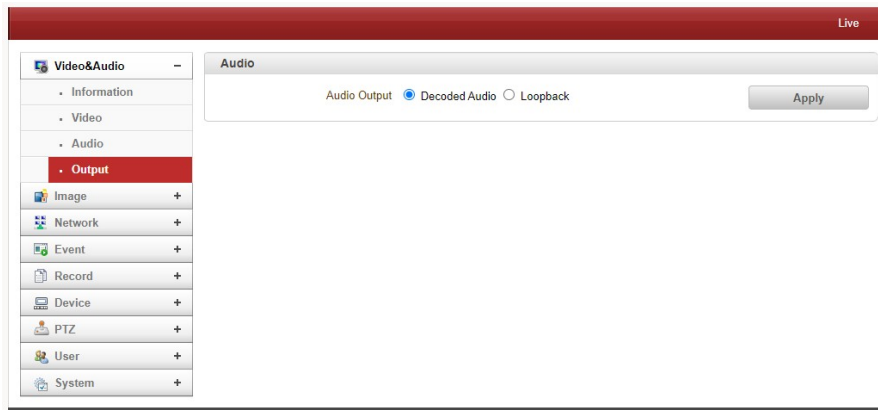 Live
Video&Audio −
Information
Video
Audio
Output
Image +
Network +
Event +
Record +
Device +
PTZ +
User +
System +
Audio
Audio Output Decoded Audio Loopback Apply